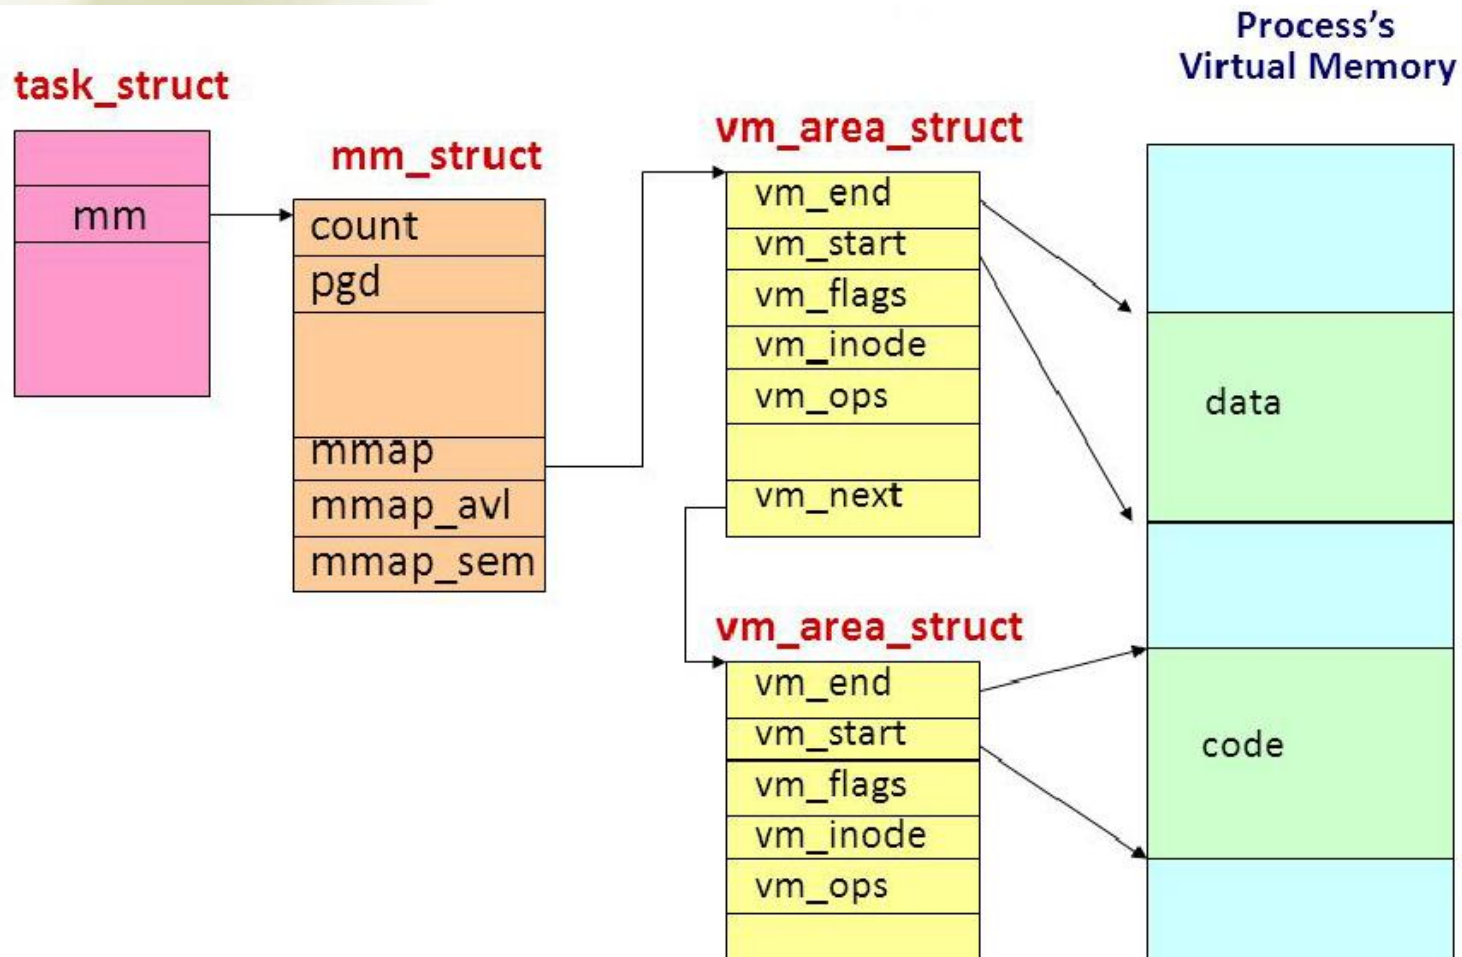 Process's
Virtual Memory
task_struct
mm
mm_struct
count
pgd
mmap
mmap_avl
mmap_sem
vm_area_struct
vm_end
vm_start
vm_flags
vm_inode
vm_ops
vm_next
vm_area_struct
vm_end
vm_start
vm_flags
vm_inode
vm_ops
data
code